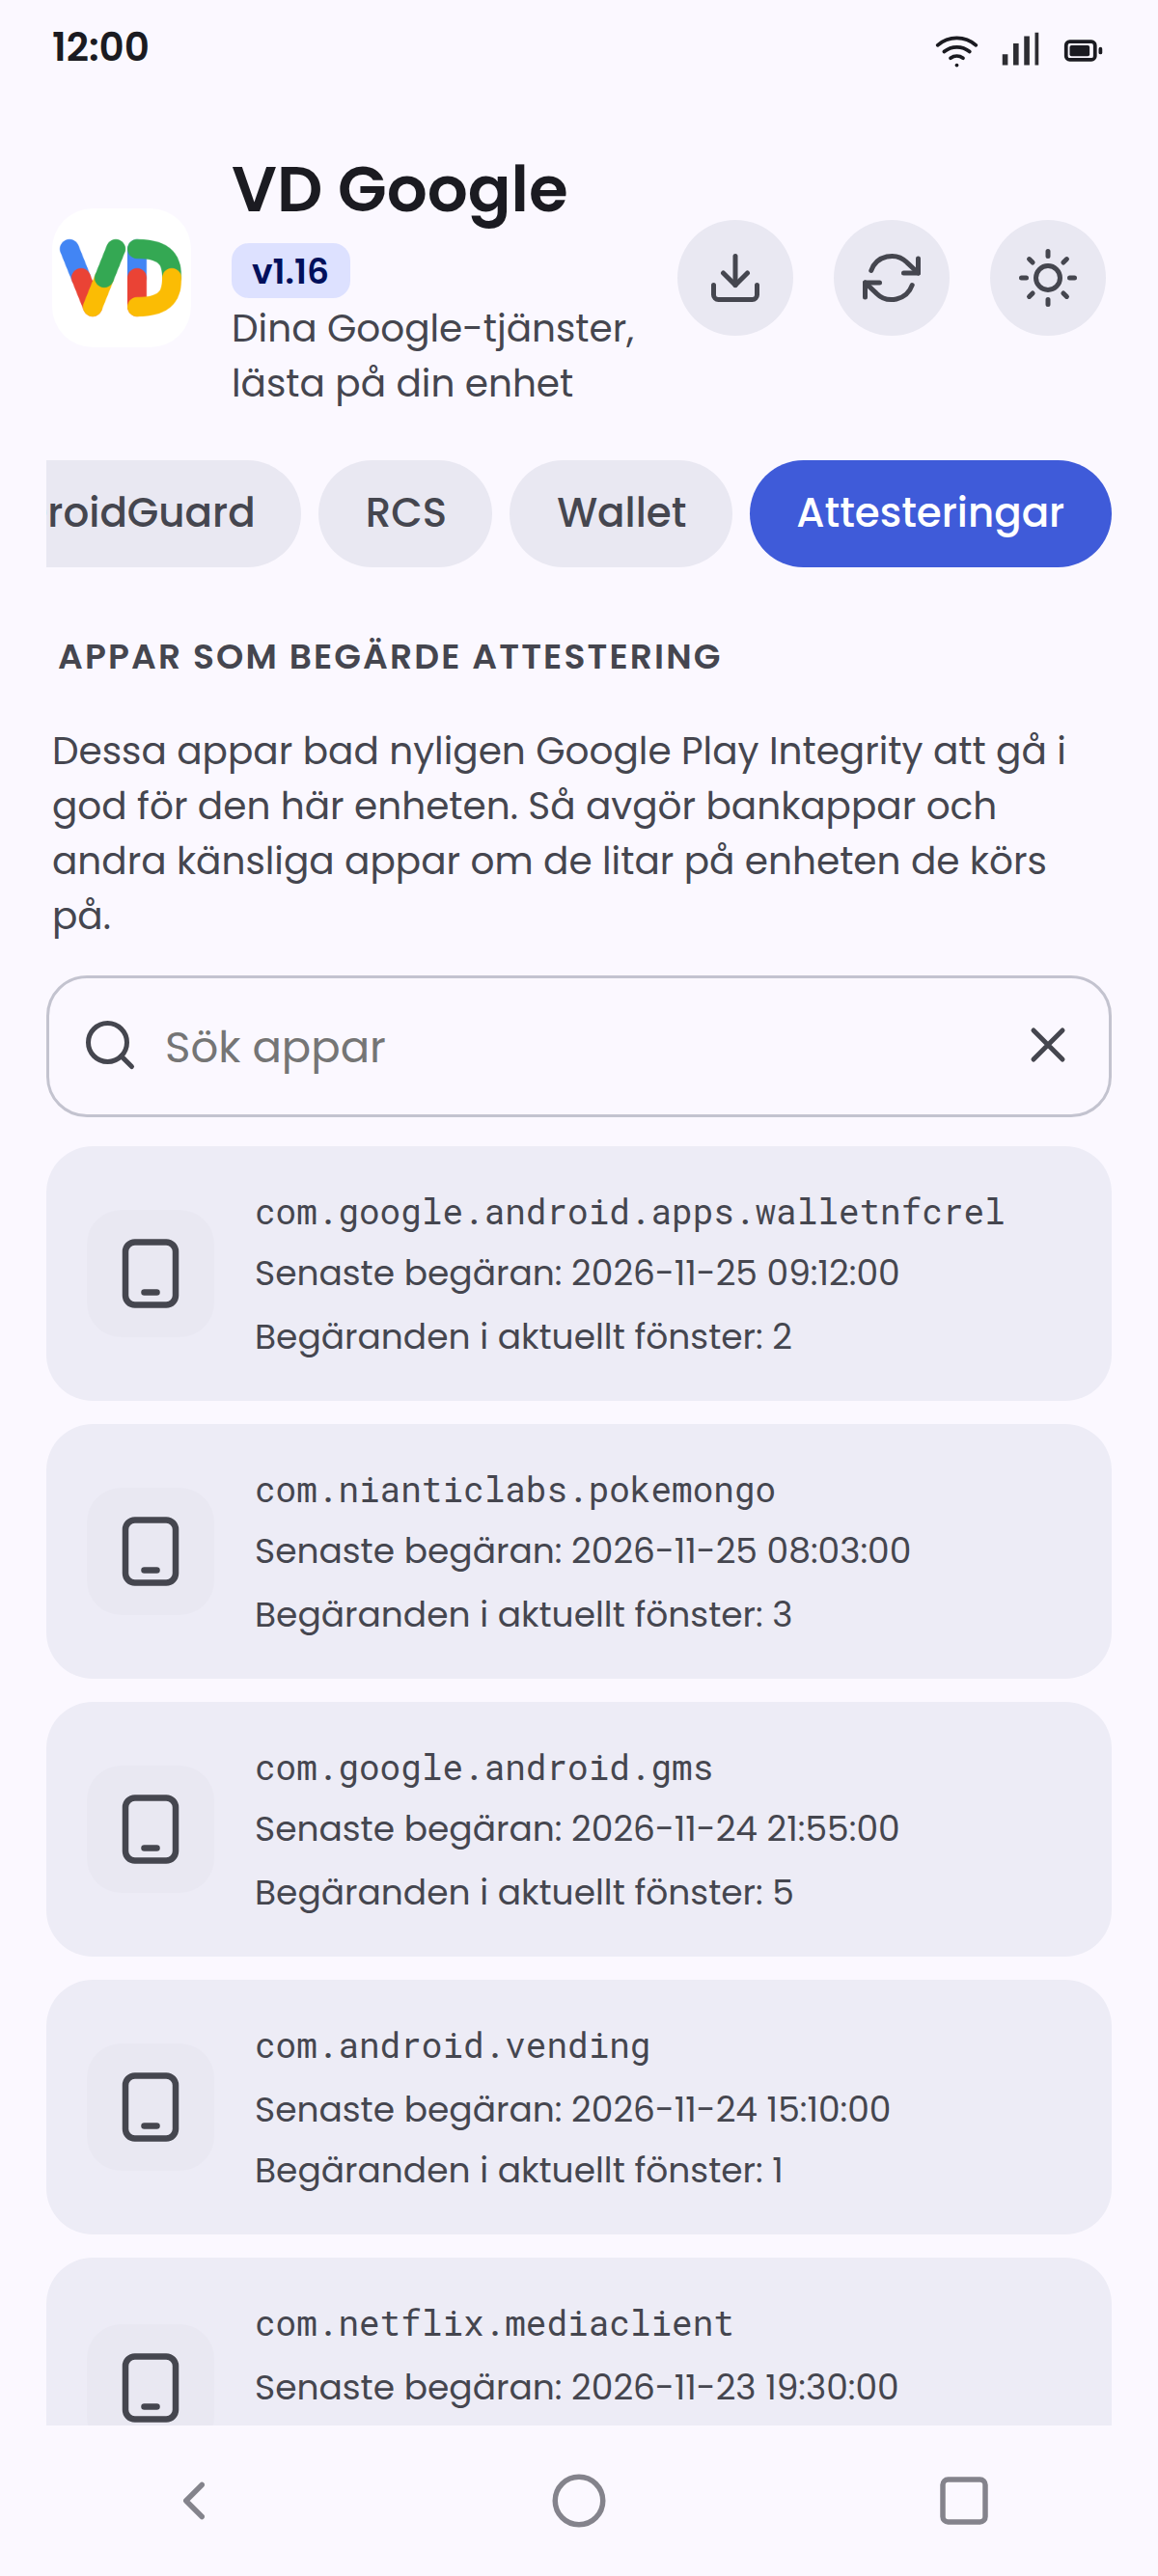 12:00
VD Google
VD
v1.16
Dina Google-tjänster,
lästa på din enhet
roidGuard
RCS
Wallet
Attesteringar
APPAR SOM BEGÄRDE ATTESTERING
Dessa appar bad nyligen Google Play Integrity att gå i
god för den här enheten. Så avgör bankappar och
andra känsliga appar om de litar på enheten de körs
på.
Sök appar
com.google.android.apps.walletnfcrel
Senaste begäran: 2026-11-25 09:12:00
Begäranden i aktuellt fönster: 2
com.nianticlabs.pokemongo
Senaste begäran: 2026-11-25 08:03:00
Begäranden i aktuellt fönster: 3
com.google.android.gms
Senaste begäran: 2026-11-24 21:55:00
Begäranden i aktuellt fönster: 5
com.android.vending
Senaste begäran: 2026-11-24 15:10:00
Begäranden i aktuellt fönster: 1
com.netflix.mediaclient
Senaste begäran: 2026-11-23 19:30:00